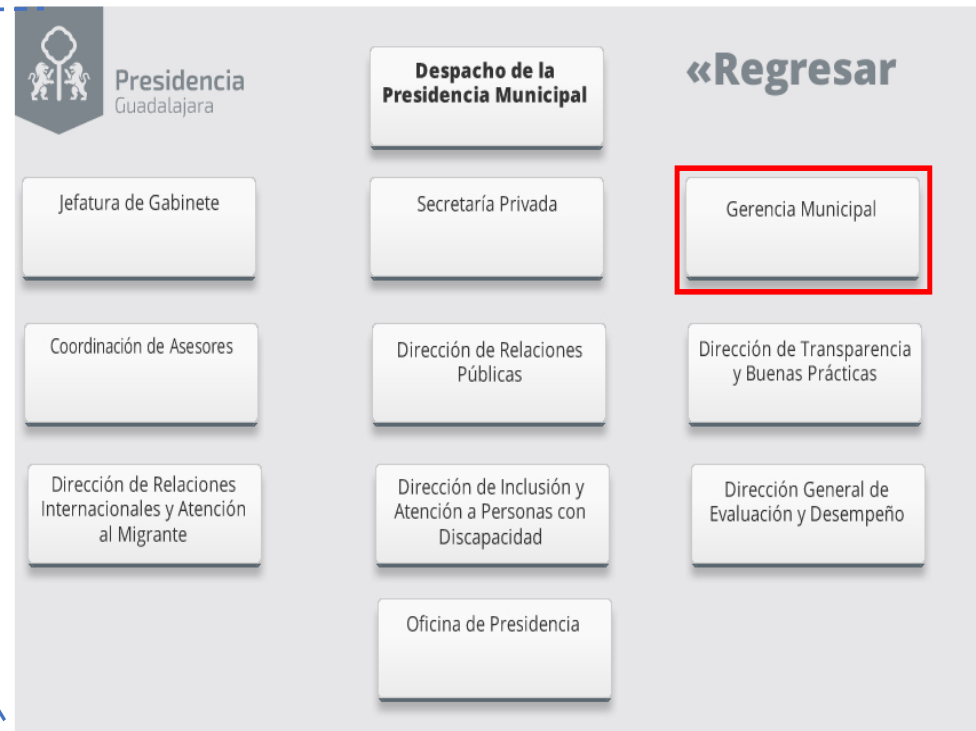 Presidencia
Guadalajara
Despacho de la
Presidencia Municipal
«Regresar
Jefatura de Gabinete
Secretaría Privada
Gerencia Municipal
Coordinación de Asesores
Dirección de Relaciones
Públicas
Dirección de Transparencia
y Buenas Prácticas
Dirección de Relaciones
Internacionales y Atención
al Migrante
Dirección de Inclusión y
Atención a Personas con
Discapacidad
Dirección General de
Evaluación y Desempeño
Oficina de Presidencia